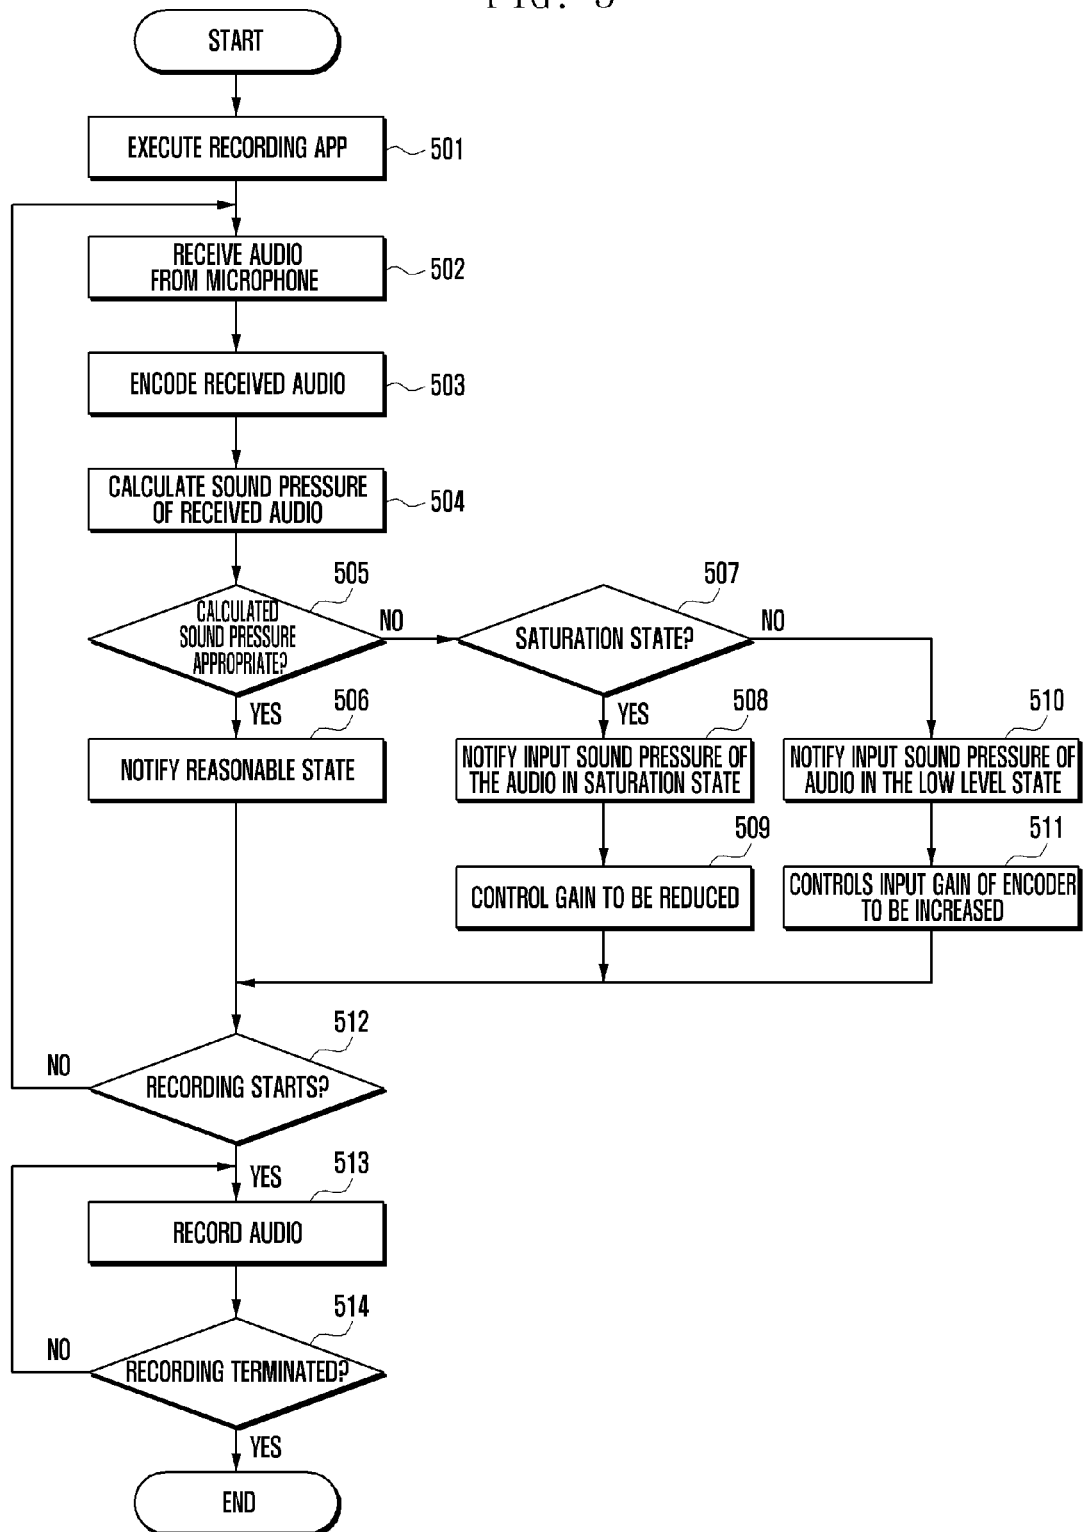 START
EXECUTE RECORDING APP
501
RECEIVE AUDIO
FROM MICROPHONE
502
ENCODE RECEIVED AUDIO
503
CALCULATE SOUND PRESSURE
OF RECEIVED AUDIO
504
505
CALCULATED
SOUND PRESSURE
APPROPRIATE?
NO
507
SATURATION STATE?
NO
YES
506
NOTIFY REASONABLE STATE
YES
508
NOTIFY INPUT SOUND PRESSURE OF
THE AUDIO IN SATURATION STATE
510
NOTIFY INPUT SOUND PRESSURE OF
AUDIO IN THE LOW LEVEL STATE
509
CONTROL GAIN TO BE REDUCED
511
CONTROLS INPUT GAIN OF ENCODER
TO BE INCREASED
512
NO
RECORDING STARTS?
YES
513
RECORD AUDIO
514
NO
RECORDING TERMINATED?
YES
END